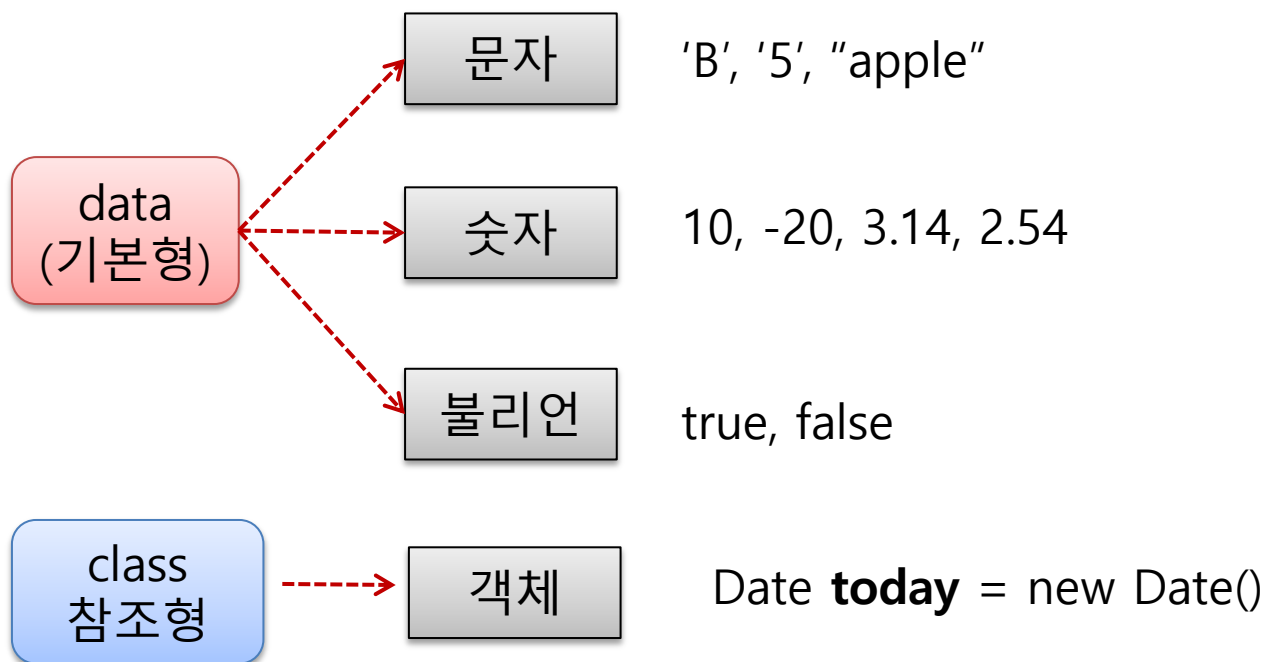 문자
‘B’, ‘5’, “apple”
data
(기본형)
숫자
10, -20, 3.14, 2.54
불리언
true, false
class
참조형
객체
Date today = new Date()